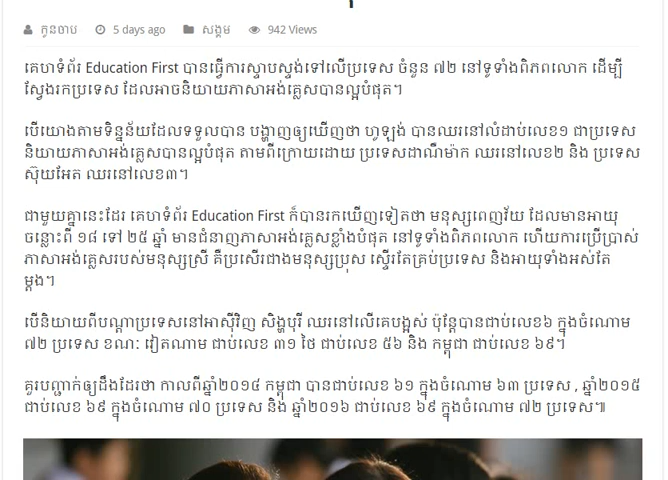 កូនចាប 5 days ago សង្គម 942 Views
គេហទំព័រ Education First បានធ្វើការស្ទាបស្ទង់ទៅលើប្រទេស ចំនួន ៧២ នៅទូទាំងពិភពលោក ដើម្បី
ស្វែងរកប្រទេស ដែលអាចនិយាយភាសាអង់គ្លេសបានល្អបំផុត។
បើយោងតាមទិន្នន័យដែលទទួលបាន បង្ហាញឲ្យឃើញថា ហូឡង់ បានឈរនៅលំដាប់លេខ១ ជាប្រទេស
និយាយភាសាអង់គ្លេសបានល្អបំផុត តាមពីក្រោយដោយ ប្រទេសដាណឺម៉ាក ឈរនៅលេខ២ និង ប្រទេស
ស៊ុយអែត ឈរនៅលេខ៣។
ជាមួយគ្នានេះដែរ គេហទំព័រ Education First ក៏បានរកឃើញទៀតថា មនុស្សពេញវ័យ ដែលមានអាយុ
ចន្លោះពី ១៨ ទៅ ២៥ ឆ្នាំ មានជំនាញភាសាអង់គ្លេសខ្លាំងបំផុត នៅទូទាំងពិភពលោក ហើយការប្រើប្រាស់
ភាសាអង់គ្លេសរបស់មនុស្សស្រី គឺប្រសើរជាងមនុស្សប្រុស ស្ទើរតែគ្រប់ប្រទេស និងអាយុទាំងអស់តែ
ម្តង។
បើនិយាយពីបណ្តាប្រទេសនៅអាស៊ីវិញ សិង្ហបុរី ឈរនៅលើគេបង្អស់ ប៉ុន្តែបានជាប់លេខ៦ ក្នុងចំណោម
៧២ ប្រទេស ខណៈ វៀតណាម ជាប់លេខ ៣១ ថៃ ជាប់លេខ ៥៦ និង កម្ពុជា ជាប់លេខ ៦៩។
គួរបញ្ជាក់ឲ្យដឹងដែរថា កាលពីឆ្នាំ២០១៤ កម្ពុជា បានជាប់លេខ ៦១ ក្នុងចំណោម ៦៣ ប្រទេស , ឆ្នាំ២០១៥
ជាប់លេខ ៦៩ ក្នុងចំណោម ៧០ ប្រទេស និង ឆ្នាំ២០១៦ ជាប់លេខ ៦៩ ក្នុងចំណោម ៧២ ប្រទេស៕